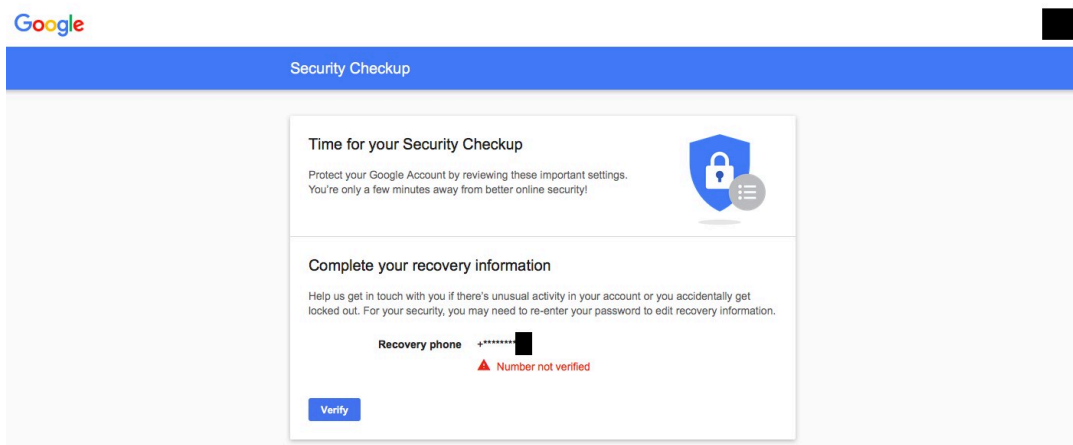 Google
Security Checkup
Time for your Security Checkup
Protect your Google Account by reviewing these important settings.
You're only a few minutes away from better online security!
Complete your recovery information
Help us get in touch with you if there's unusual activity in your account or you accidentally get
locked out. For your security, you may need to re-enter your password to edit recovery information.
Recovery phone +********
Number not verified
Verify